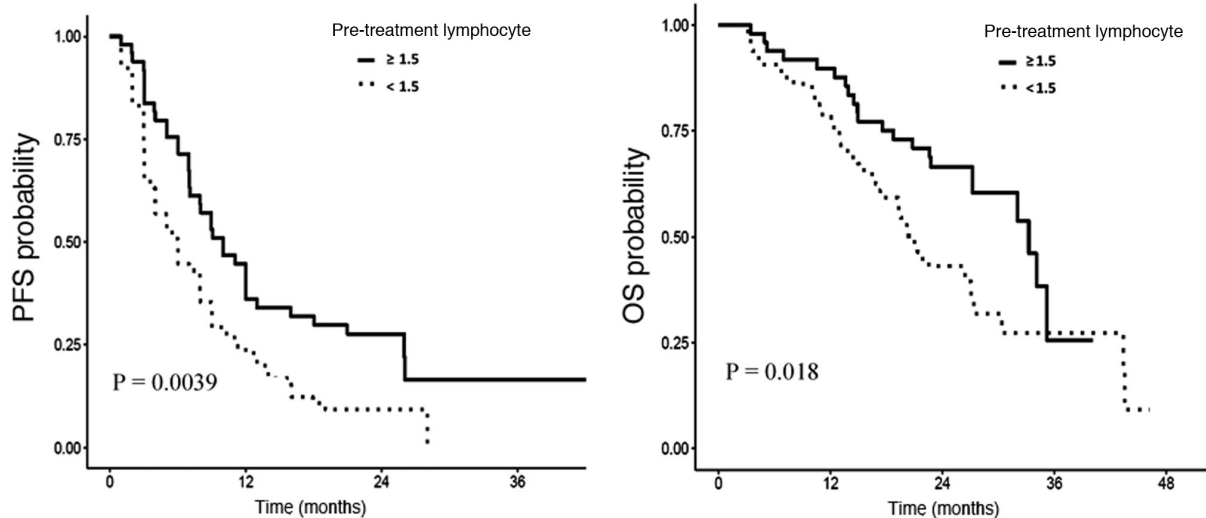 Pre-treatment lymphocyte
≥ 1.5
< 1.5
PFS probability
1.00
0.75
0.50
0.25
0.00
P = 0.0039
0 12 24 36
Time (months)
Pre-treatment lymphocyte
≥ 1.5
< 1.5
OS probability
1.00
0.75
0.50
0.25
0.00
P = 0.018
0 12 24 36 48
Time (months)